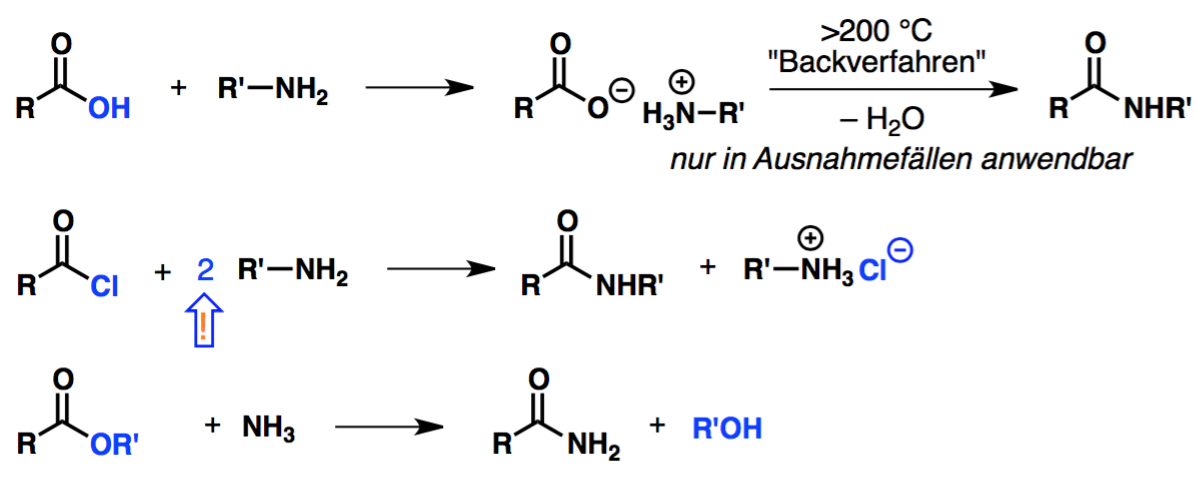 O O >200 °C O
R OH + R'—NH₂ R O⊖ ⊕ H₃N—R' "Backverfahren" R NHR'
– H₂O
nur in Ausnahmefällen anwendbar
O O ⊕
R Cl + 2 R'—NH₂ R NHR' + R'—NH₃ Cl⊖
!
O O
R OR' + NH₃ R NH₂ + R'OH